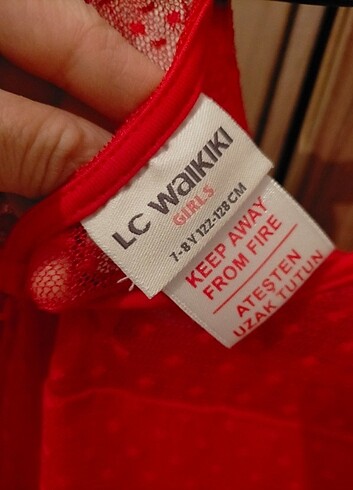 LC WAIKIKI
GIRLS
7-8 Y 122-128 CM
KEEP AWAY
FROM FIRE
ATEŞTEN
UZAK TUTUN